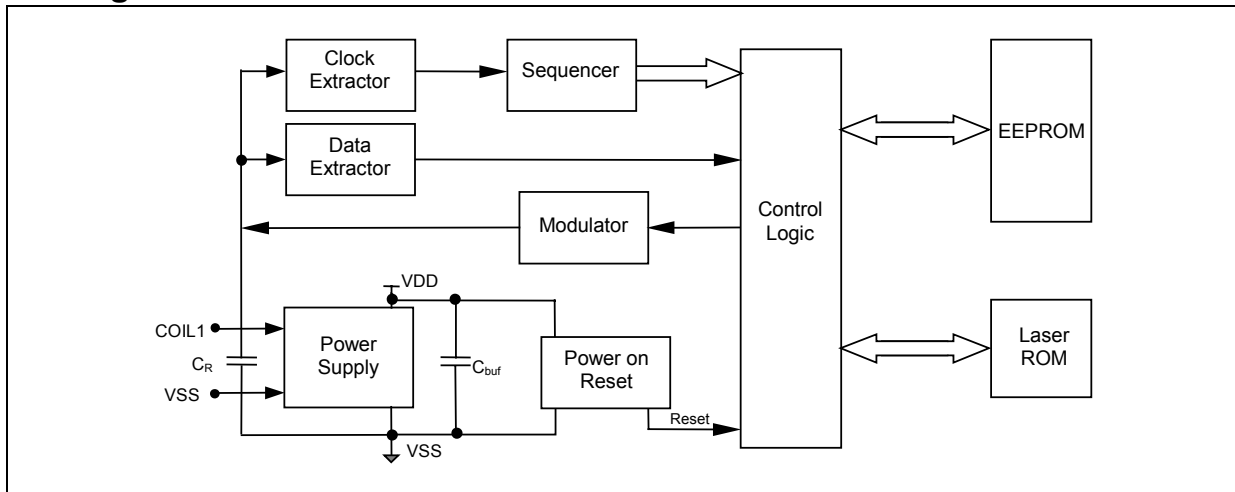 Clock
Extractor
Sequencer
EEPROM
Data
Extractor
Control
Logic
Modulator
VDD
COIL1
Power
Supply
CR
Cbuf
Power on
Reset
Laser
ROM
VSS
Reset
VSS